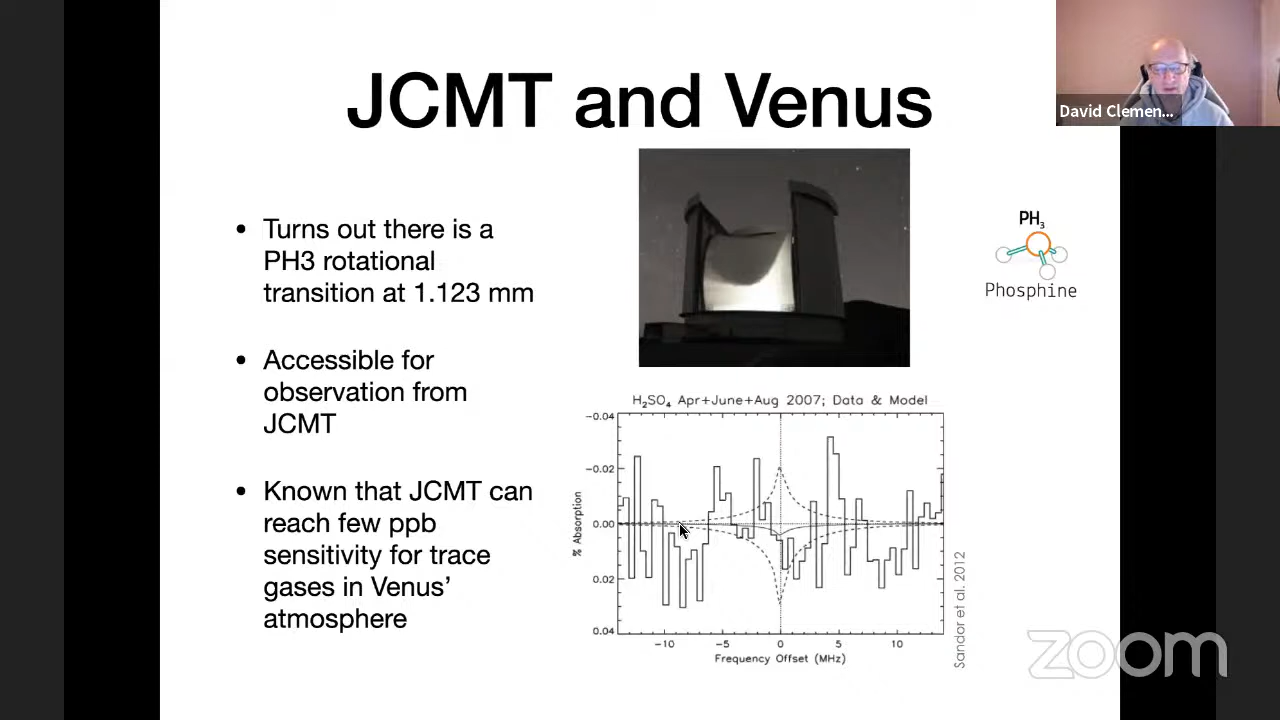 JCMT and Venus
David Clemen...
• Turns out there is a
PH3 rotational
transition at 1.123 mm
• Accessible for
observation from
JCMT
• Known that JCMT can
reach few ppb
sensitivity for trace
gases in Venus’
atmosphere
PH₃
Phosphine
H₂SO₄ Apr+June+Aug 2007; Data & Model
% Absorption
-0.04
-0.02
0.00
0.02
0.04
-10 -5 0 5 10
Frequency Offset (MHz)
Sandor et al. 2012
zoom